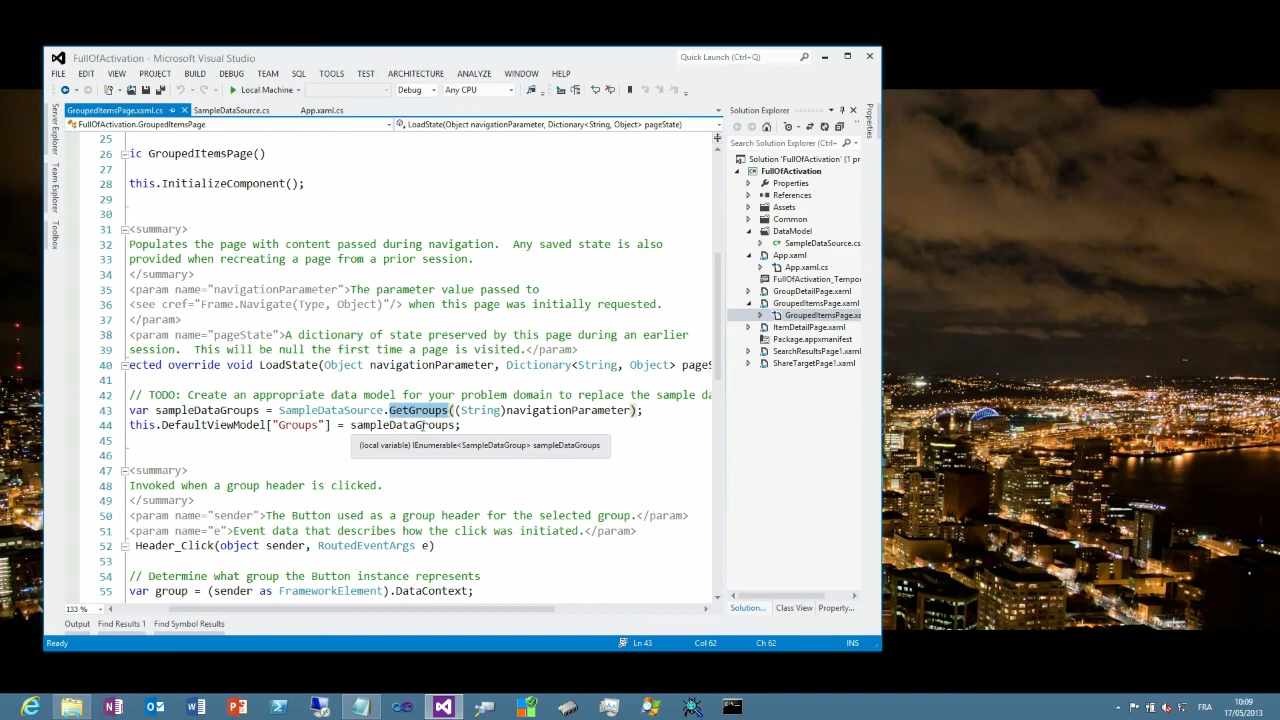 FullOfActivation - Microsoft Visual Studio
Quick Launch (Ctrl+Q)
FILE EDIT VIEW PROJECT BUILD DEBUG TEAM SQL TOOLS TEST ARCHITECTURE ANALYZE WINDOW HELP
Local Machine
Debug
Any CPU
GroupedItemsPage.xaml.cs
SampleDataSource.cs
App.xaml.cs
FullOfActivation.GroupedItemsPage
LoadState(Object navigationParameter, Dictionary<String, Object> pageState)
Server Explorer
Team Explorer
Toolbox
25
26 ic GroupedItemsPage()
27
28 this.InitializeComponent();
29
30
31 <summary>
32 Populates the page with content passed during navigation.  Any saved state is also
33 provided when recreating a page from a prior session.
34 </summary>
35 <param name="navigationParameter">The parameter value passed to
36 <see cref="Frame.Navigate(Type, Object)"/> when this page was initially requested.
37 </param>
38 <param name="pageState">A dictionary of state preserved by this page during an earlier
39 session.  This will be null the first time a page is visited.</param>
40 ected override void LoadState(Object navigationParameter, Dictionary<String, Object> pageS
41
42 // TODO: Create an appropriate data model for your problem domain to replace the sample da
43 var sampleDataGroups = SampleDataSource.GetGroups((String)navigationParameter);
44 this.DefaultViewModel["Groups"] = sampleDataGroups;
45
(local variable) IEnumerable<SampleDataGroup> sampleDataGroups
46
47 <summary>
48 Invoked when a group header is clicked.
49 </summary>
50 <param name="sender">The Button used as a group header for the selected group.</param>
51 <param name="e">Event data that describes how the click was initiated.</param>
52 Header_Click(object sender, RoutedEventArgs e)
53
54 // Determine what group the Button instance represents
55 var group = (sender as FrameworkElement).DataContext;
133 %
Output
Find Results 1
Find Symbol Results
Ready
Ln 43
Col 62
Ch 62
INS
Solution Explorer
Search Solution Explorer (Ctrl+
Solution 'FullOfActivation' (1 pr
FullOfActivation
Properties
References
Assets
Common
DataModel
SampleDataSource.cs
App.xaml
App.xaml.cs
FullOfActivation_Tempor
GroupDetailPage.xaml
GroupedItemsPage.xaml
GroupedItemsPage.xa
ItemDetailPage.xaml
Package.appxmanifest
SearchResultsPage1.xaml
ShareTargetPage1.xaml
Solution...
Class View
Property...
Properties
FRA
10:09
17/05/2013